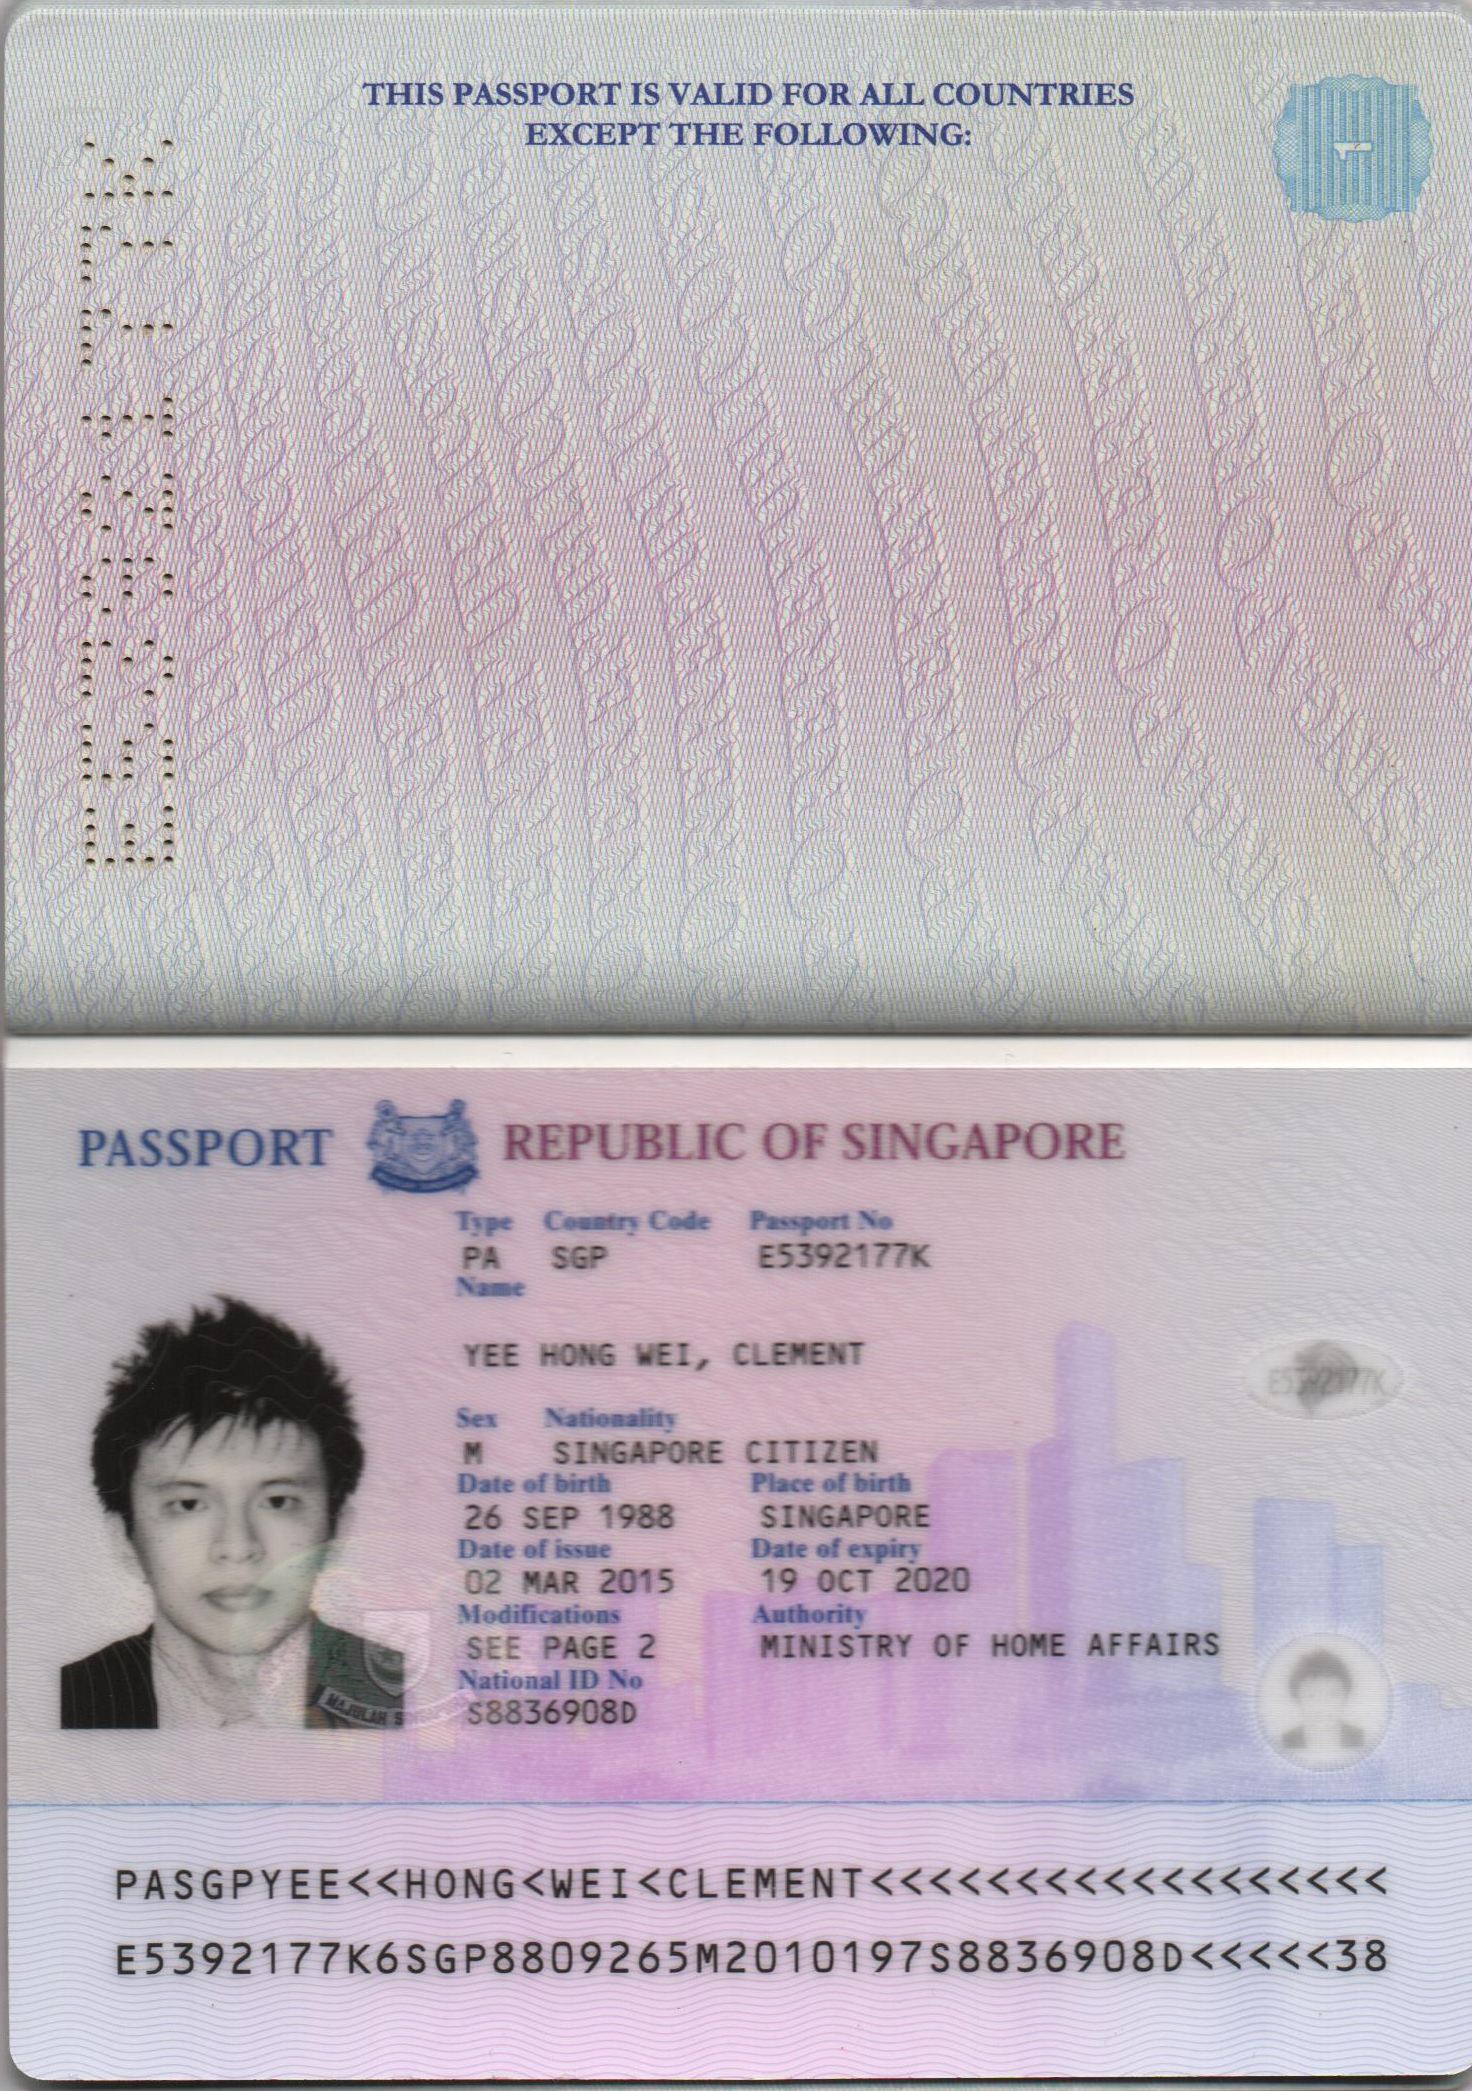 THIS PASSPORT IS VALID FOR ALL COUNTRIES
EXCEPT THE FOLLOWING:
1
E5392177K
PASSPORT REPUBLIC OF SINGAPORE
Type Country Code Passport No
PA SGP E5392177K
Name
YEE HONG WEI, CLEMENT
E5392177K
Sex Nationality
M SINGAPORE CITIZEN
Date of birth Place of birth
26 SEP 1988 SINGAPORE
Date of issue Date of expiry
02 MAR 2015 19 OCT 2020
Modifications Authority
SEE PAGE 2 MINISTRY OF HOME AFFAIRS
National ID No
S8836908D
MAJULAH
PASGPYEE<<HONG<WEI<CLEMENT<<<<<<<<<<<<<<<<<<
E5392177K6SGP8809265M2010197S8836908D<<<<<38